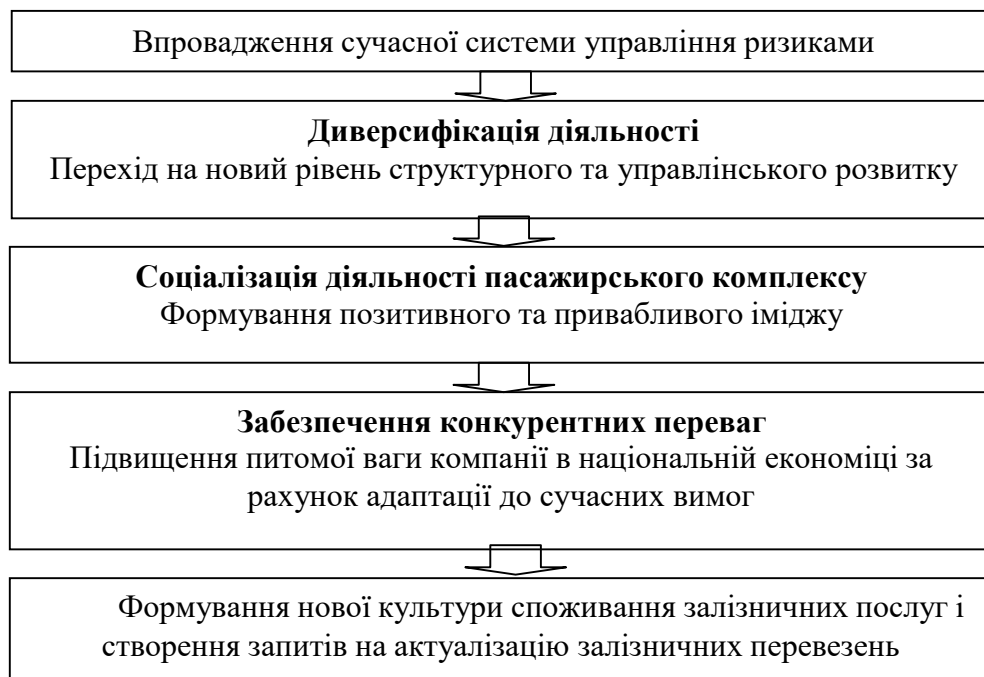 Впровадження сучасної системи управління ризиками
Диверсифікація діяльності
Перехід на новий рівень структурного та управлінського розвитку
Соціалізація діяльності пасажирського комплексу
Формування позитивного та привабливого іміджу
Забезпечення конкурентних переваг
Підвищення питомої ваги компанії в національній економіці за
рахунок адаптації до сучасних вимог
Формування нової культури споживання залізничних послуг і
створення запитів на актуалізацію залізничних перевезень